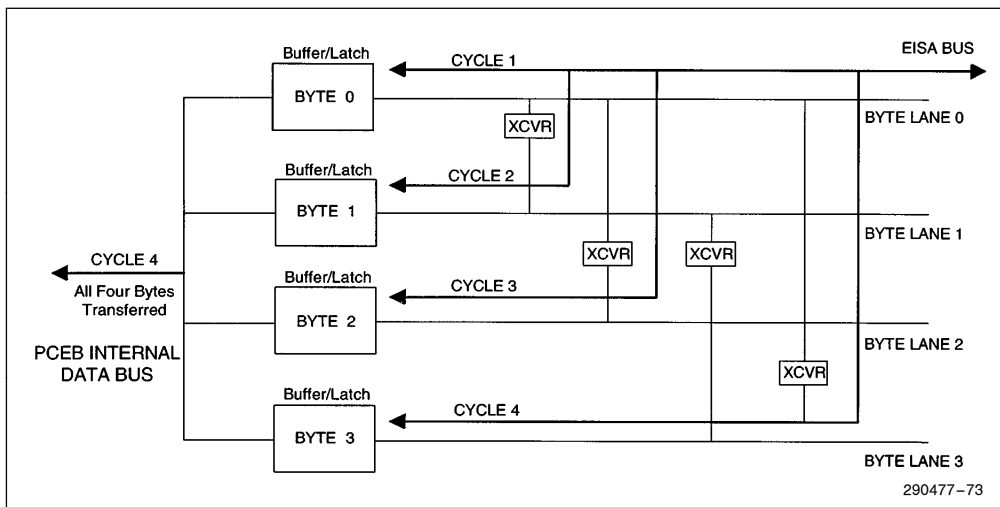 Buffer/Latch
CYCLE 1
EISA BUS
BYTE 0
BYTE LANE 0
XCVR
Buffer/Latch
CYCLE 2
BYTE 1
BYTE LANE 1
XCVR
XCVR
CYCLE 4
All Four Bytes
Transferred
Buffer/Latch
CYCLE 3
BYTE 2
BYTE LANE 2
PCEB INTERNAL
DATA BUS
XCVR
Buffer/Latch
CYCLE 4
BYTE 3
BYTE LANE 3
290477–73